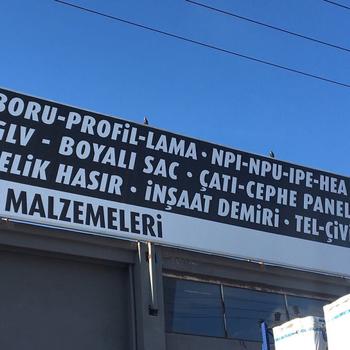 BORU-PROFİL-LAMA · NPI-NPU-IPE-HEA
GLV - BOYALI SAC · ÇATI-CEPHE PANEL
ELİK HASIR · İNŞAAT DEMİRİ · TEL-ÇİV
MALZEMELERİ